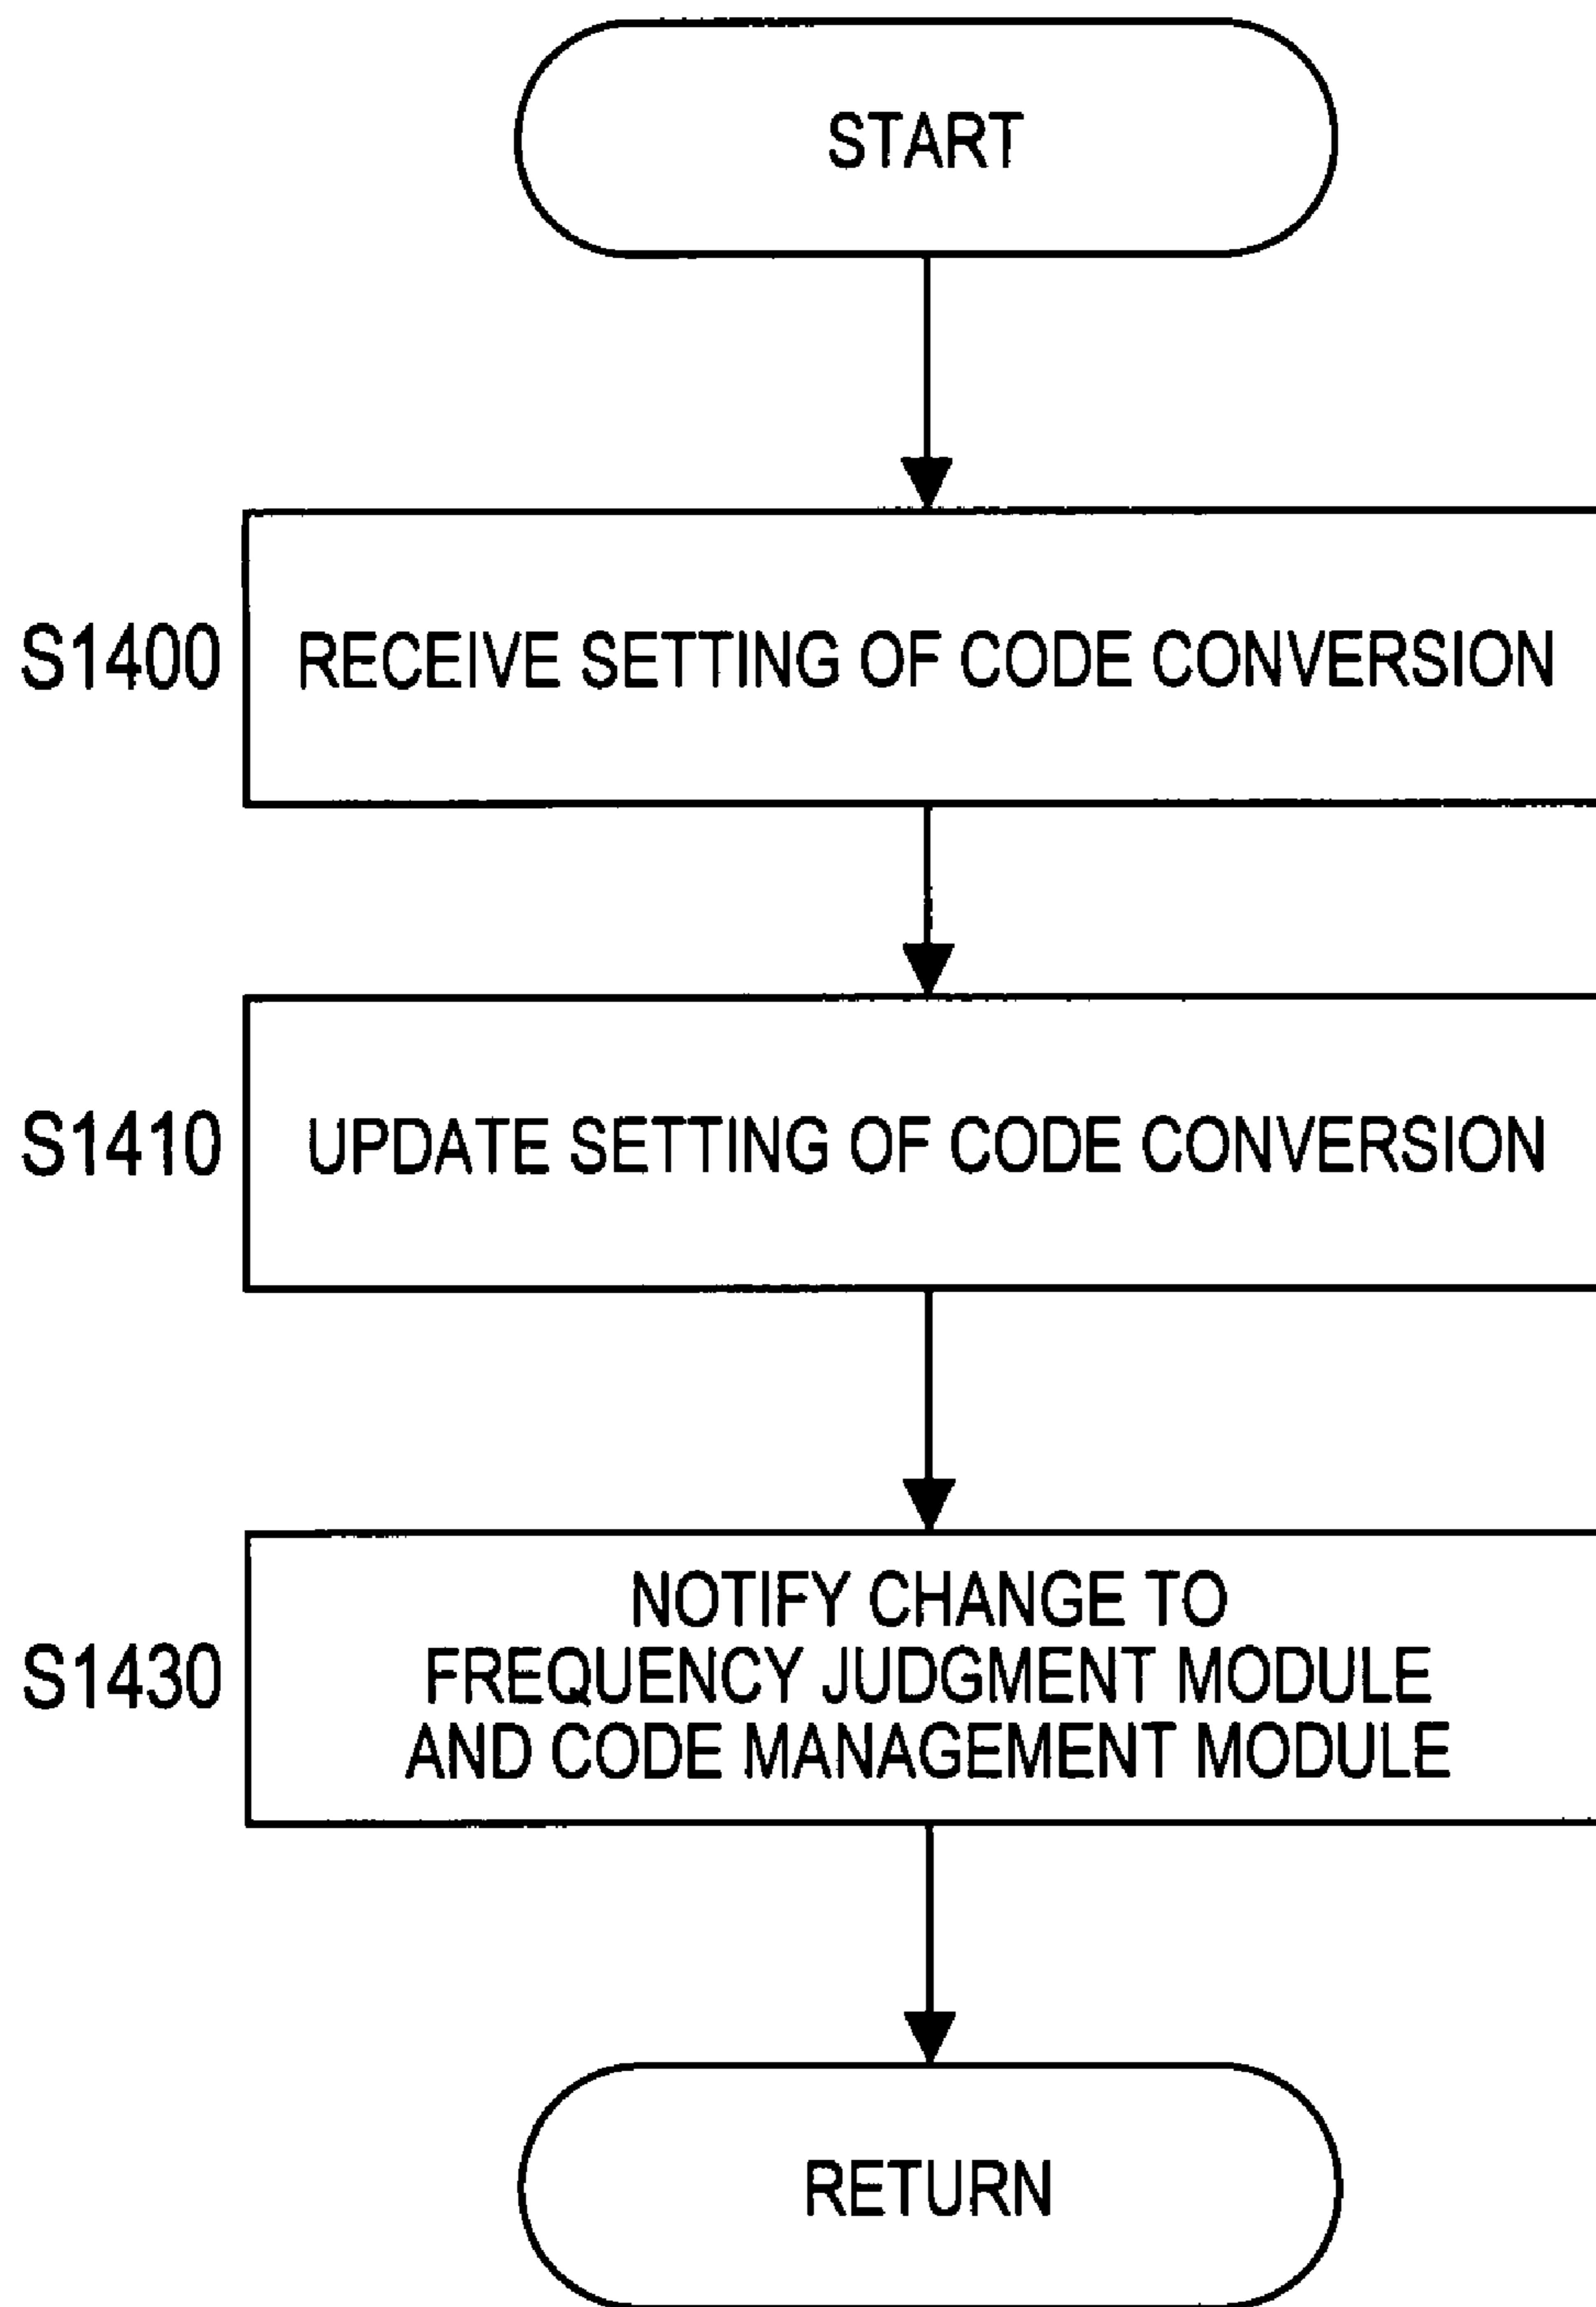 START
S1400
RECEIVE SETTING OF CODE CONVERSION
S1410
UPDATE SETTING OF CODE CONVERSION
S1430
NOTIFY CHANGE TO
FREQUENCY JUDGMENT MODULE
AND CODE MANAGEMENT MODULE
RETURN